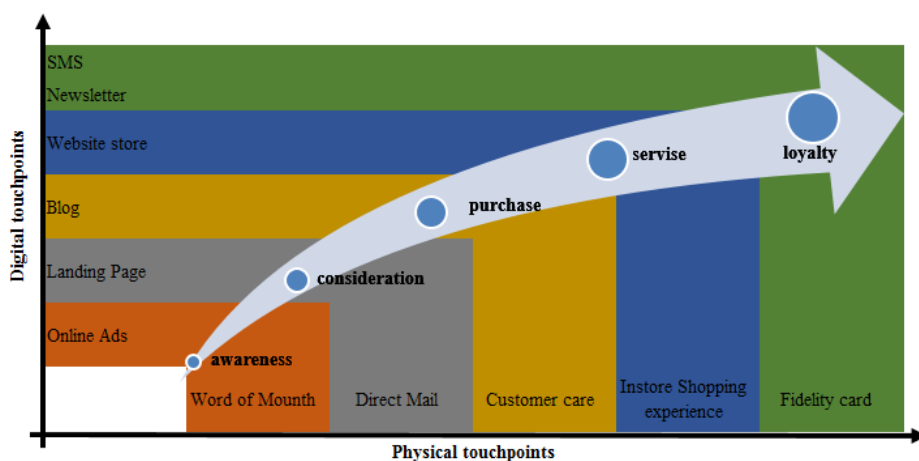 SMS
Newsletter
Website store
Blog
Landing Page
Online Ads
Digital touchpoints
loyalty
servise
purchase
consideration
awareness
Word of Mounth
Direct Mail
Customer care
Instore Shopping
experience
Fidelity card
Physical touchpoints